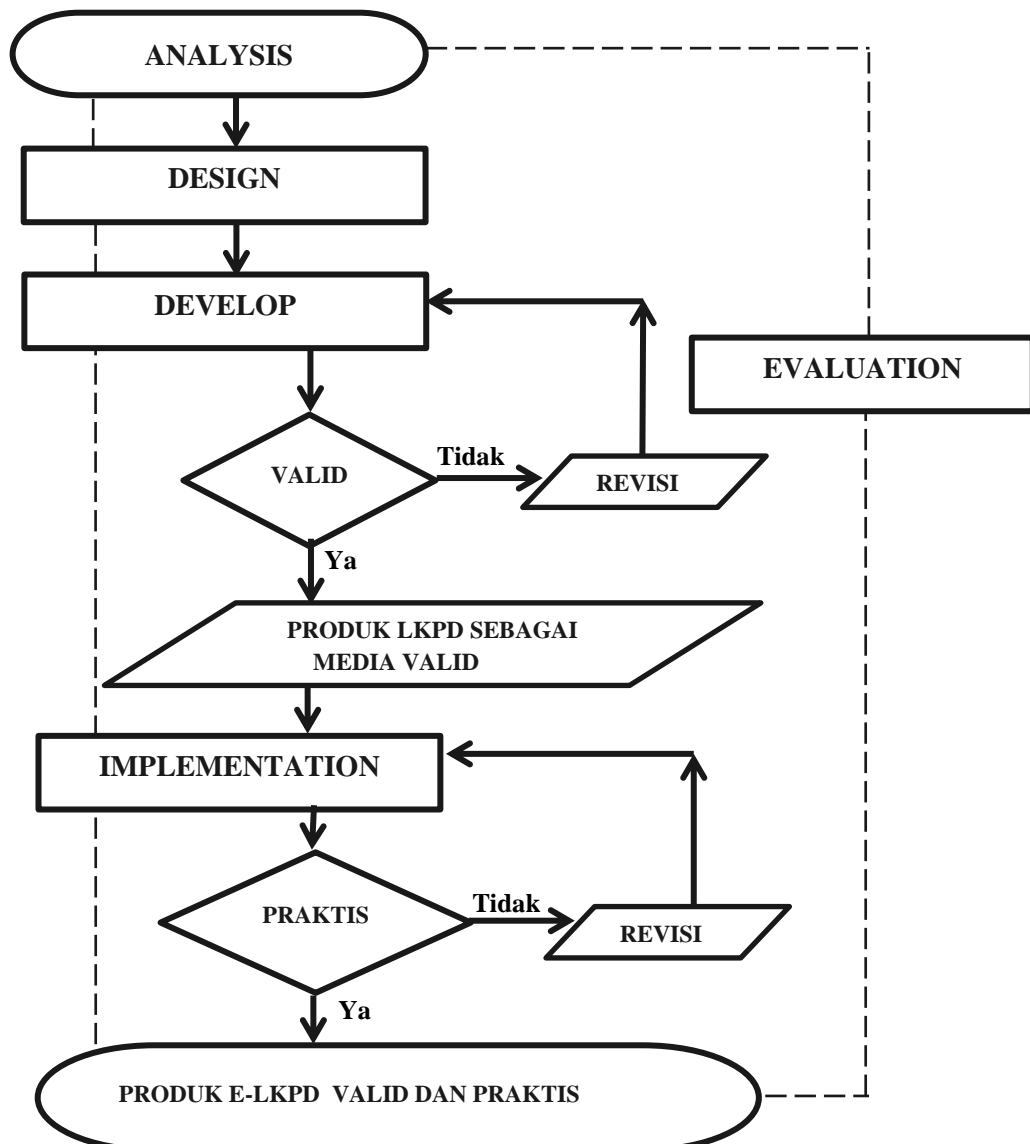 ANALYSIS
DESIGN
DEVELOP
EVALUATION
VALID
Tidak
REVISI
Ya
PRODUK LKPD SEBAGAI
MEDIA VALID
IMPLEMENTATION
PRAKTIS
Tidak
REVISI
Ya
PRODUK E-LKPD VALID DAN PRAKTIS